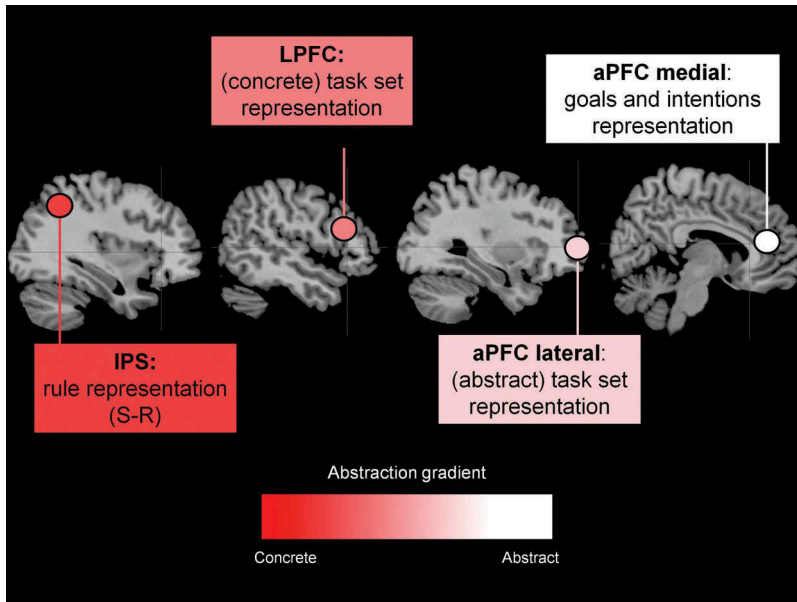 LPFC:
(concrete) task set
representation
aPFC medial:
goals and intentions
representation
IPS:
rule representation
(S-R)
aPFC lateral:
(abstract) task set
representation
Abstraction gradient
Concrete
Abstract